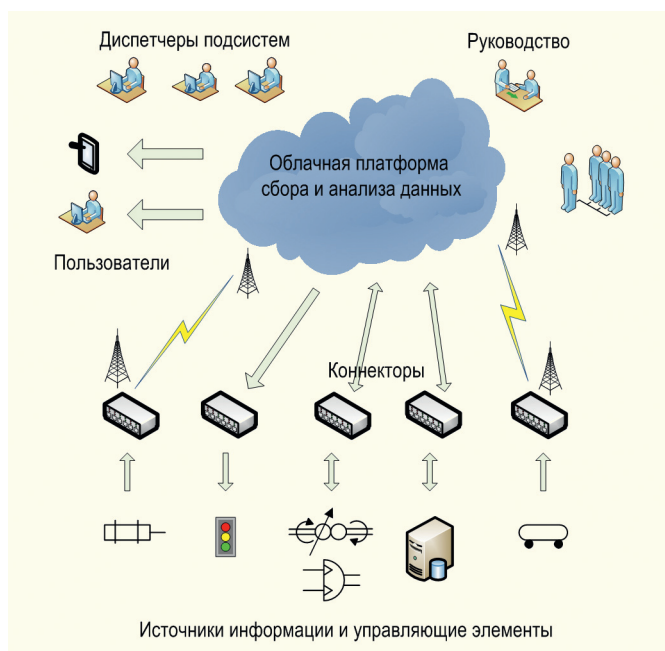 Диспетчеры подсистем
Руководство
Облачная платформа
сбора и анализа данных
Пользователи
Коннекторы
Источники информации и управляющие элементы